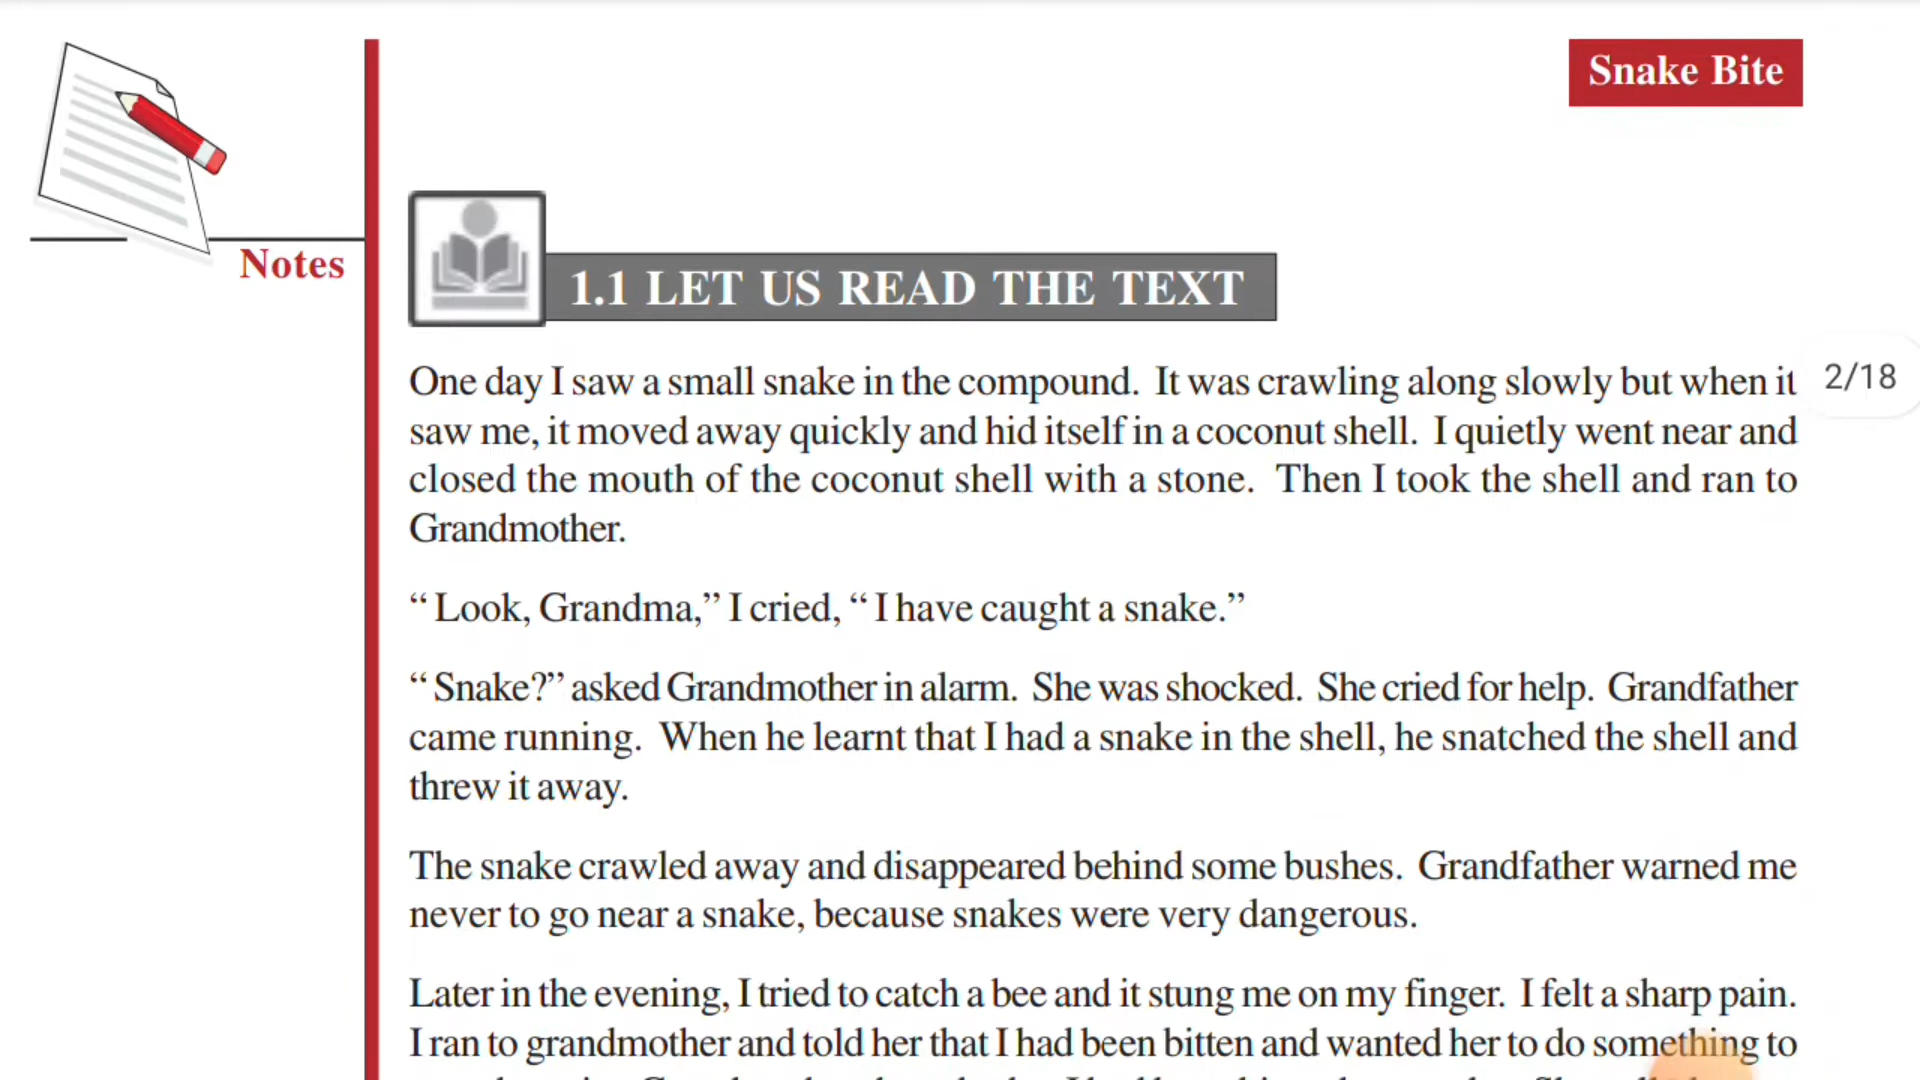 Snake Bite
Notes
1.1 LET US READ THE TEXT
One day I saw a small snake in the compound. It was crawling along slowly but when it
2/18
saw me, it moved away quickly and hid itself in a coconut shell. I quietly went near and
closed the mouth of the coconut shell with a stone. Then I took the shell and ran to
Grandmother.
“Look, Grandma,” I cried, “I have caught a snake.”
“Snake?” asked Grandmother in alarm. She was shocked. She cried for help. Grandfather
came running. When he learnt that I had a snake in the shell, he snatched the shell and
threw it away.
The snake crawled away and disappeared behind some bushes. Grandfather warned me
never to go near a snake, because snakes were very dangerous.
Later in the evening, I tried to catch a bee and it stung me on my finger. I felt a sharp pain.
I ran to grandmother and told her that I had been bitten and wanted her to do something to